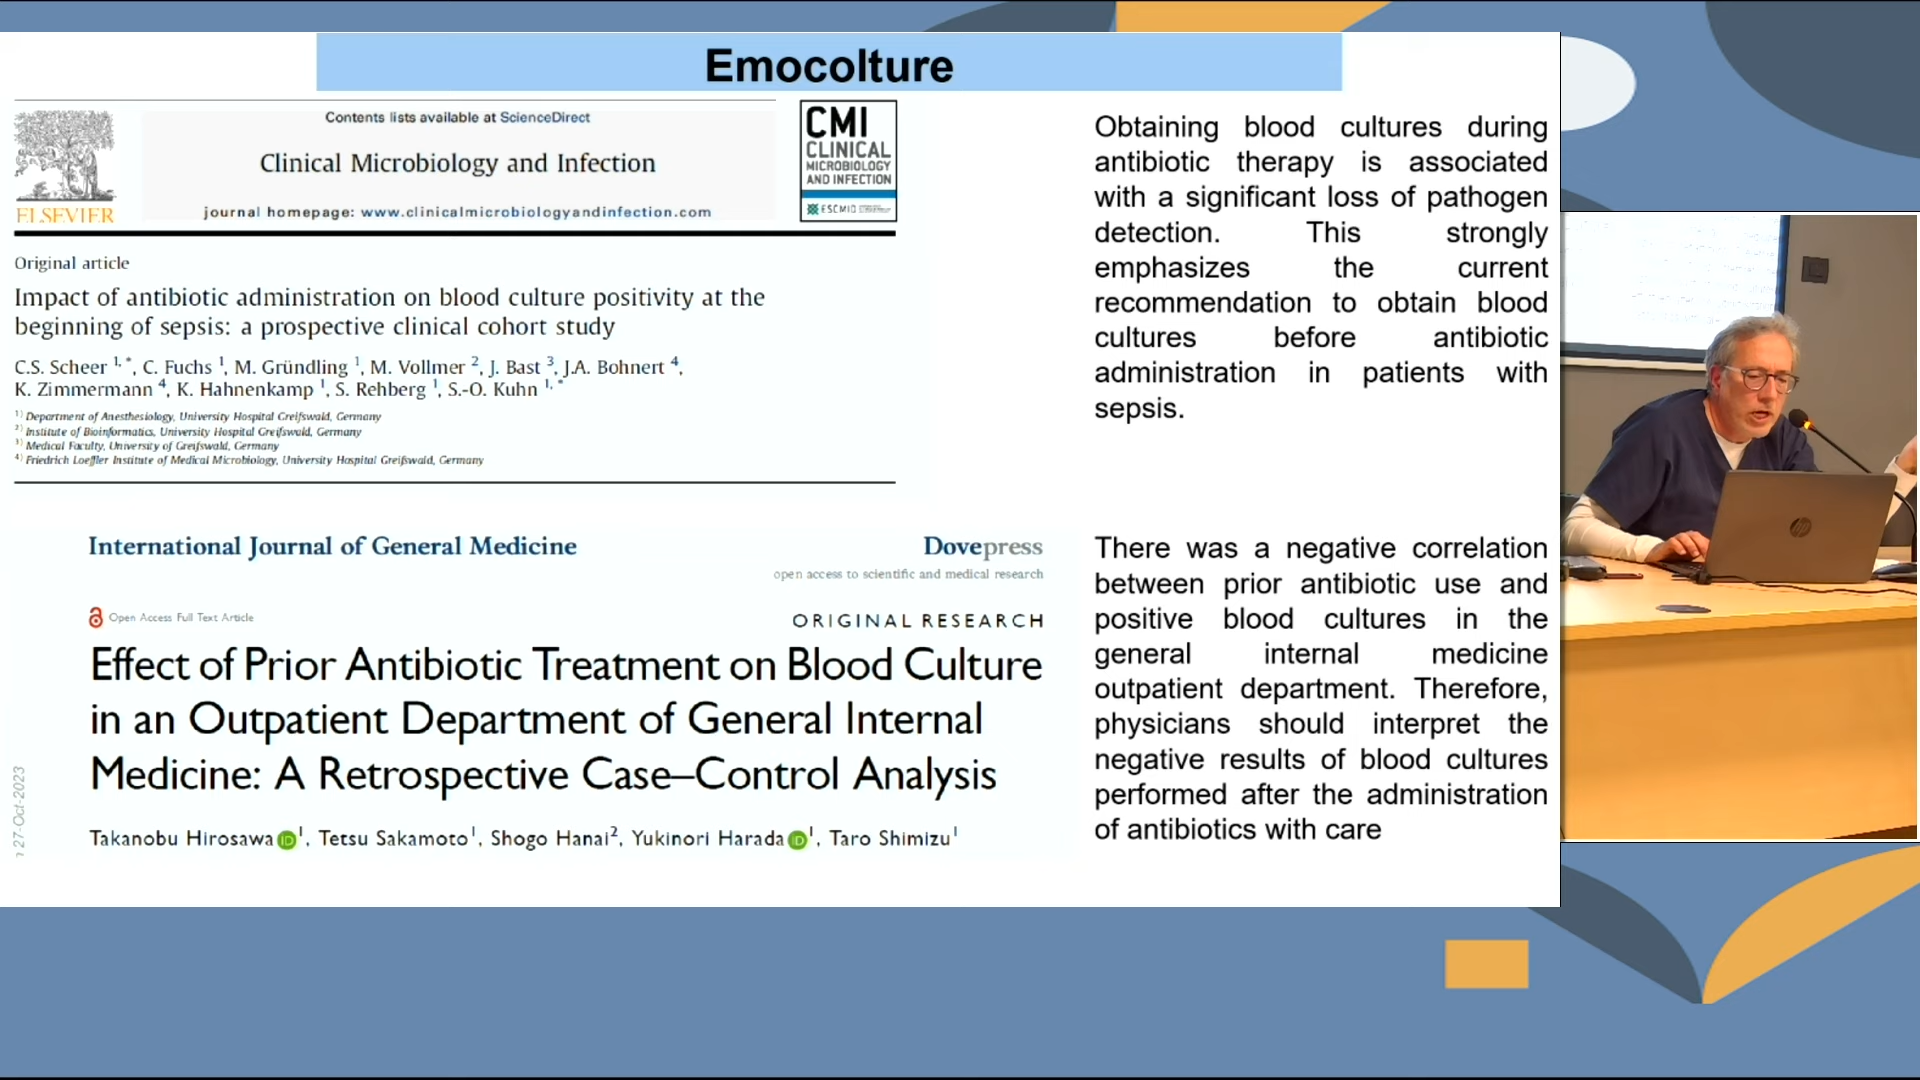 Emocolture
Contents lists available at ScienceDirect
Clinical Microbiology and Infection
journal homepage: www.clinicalmicrobiologyandinfection.com
ELSEVIER
CMI
CLINICAL
MICROBIOLOGY
AND INFECTION
ESCMID
Original article
Impact of antibiotic administration on blood culture positivity at the
beginning of sepsis: a prospective clinical cohort study
C.S. Scheer 1, *, C. Fuchs 1, M. Gründling 1, M. Vollmer 2, J. Bast 3, J.A. Bohnert 4,
K. Zimmermann 4, K. Hahnenkamp 1, S. Rehberg 1, S.-O. Kuhn 1, *
1) Department of Anesthesiology, University Hospital Greifswald, Germany
2) Institute of Bioinformatics, University Hospital Greifswald, Germany
3) Medical Faculty, University of Greifswald, Germany
4) Friedrich Loeffler Institute of Medical Microbiology, University Hospital Greifswald, Germany
Obtaining blood cultures during
antibiotic therapy is associated
with a significant loss of pathogen
detection. This strongly
emphasizes the current
recommendation to obtain blood
cultures before antibiotic
administration in patients with
sepsis.
International Journal of General Medicine
Dovepress
open access to scientific and medical research
Open Access Full Text Article
ORIGINAL RESEARCH
Effect of Prior Antibiotic Treatment on Blood Culture
in an Outpatient Department of General Internal
Medicine: A Retrospective Case–Control Analysis
Takanobu Hirosawa iD 1, Tetsu Sakamoto1, Shogo Hanai2, Yukinori Harada iD 1, Taro Shimizu1
27-Oct-2023
There was a negative correlation
between prior antibiotic use and
positive blood cultures in the
general internal medicine
outpatient department. Therefore,
physicians should interpret the
negative results of blood cultures
performed after the administration
of antibiotics with care
hp